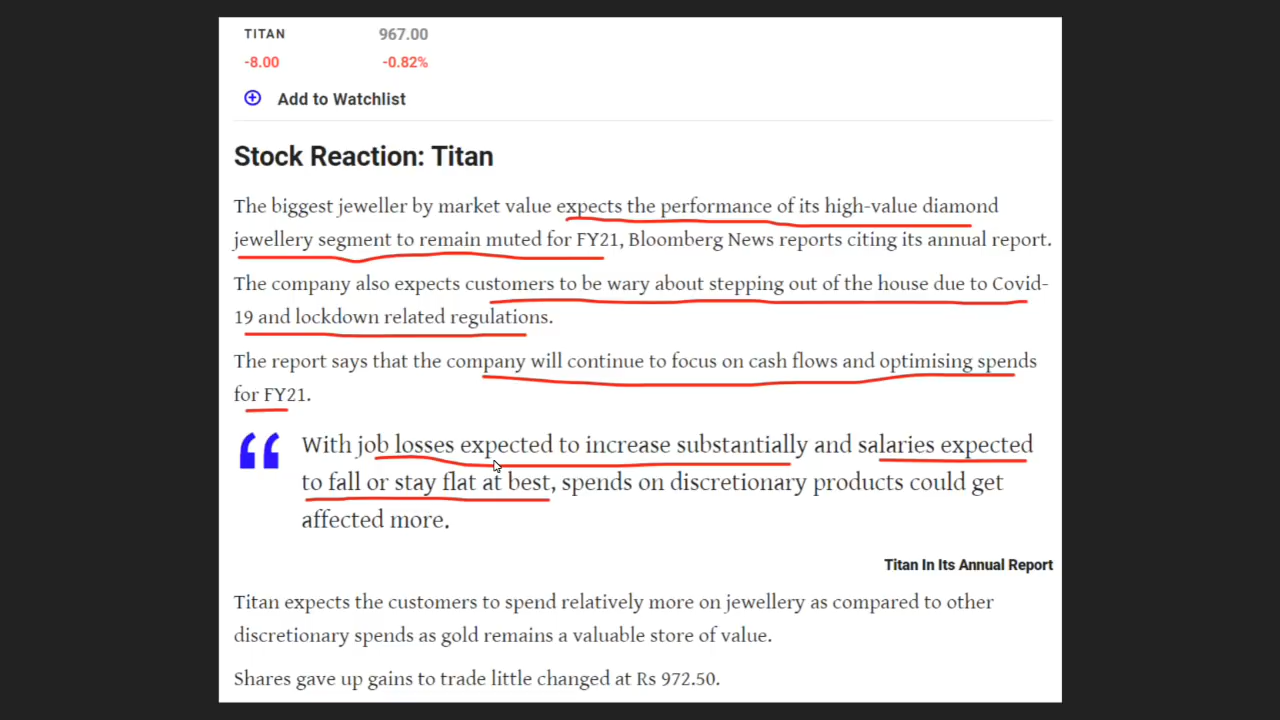 TITAN 967.00
-8.00 -0.82%
Add to Watchlist
Stock Reaction: Titan
The biggest jeweller by market value expects the performance of its high-value diamond
jewellery segment to remain muted for FY21, Bloomberg News reports citing its annual report.
The company also expects customers to be wary about stepping out of the house due to Covid-
19 and lockdown related regulations.
The report says that the company will continue to focus on cash flows and optimising spends
for FY21.
“ With job losses expected to increase substantially and salaries expected
to fall or stay flat at best, spends on discretionary products could get
affected more.
Titan In Its Annual Report
Titan expects the customers to spend relatively more on jewellery as compared to other
discretionary spends as gold remains a valuable store of value.
Shares gave up gains to trade little changed at Rs 972.50.